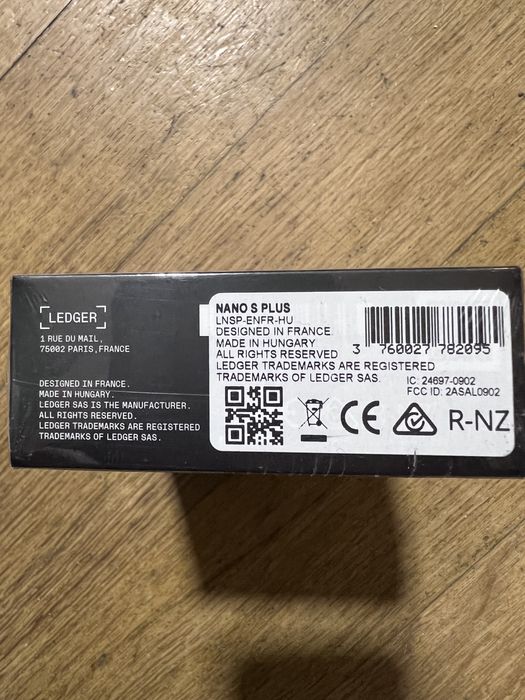 LEDGER
1 RUE DU MAIL,
75002 PARIS, FRANCE
DESIGNED IN FRANCE.
MADE IN HUNGARY.
LEDGER SAS IS THE MANUFACTURER.
ALL RIGHTS RESERVED.
LEDGER TRADEMARKS ARE REGISTERED
TRADEMARKS OF LEDGER SAS.
NANO S PLUS
LNSP-ENFR-HU
DESIGNED IN FRANCE.
MADE IN HUNGARY
ALL RIGHTS RESERVED
LEDGER TRADEMARKS ARE REGISTERED
TRADEMARKS OF LEDGER SAS.
3 760027 782095
IC: 24697-0902
FCC ID: 2ASAL0902
CE R-NZ